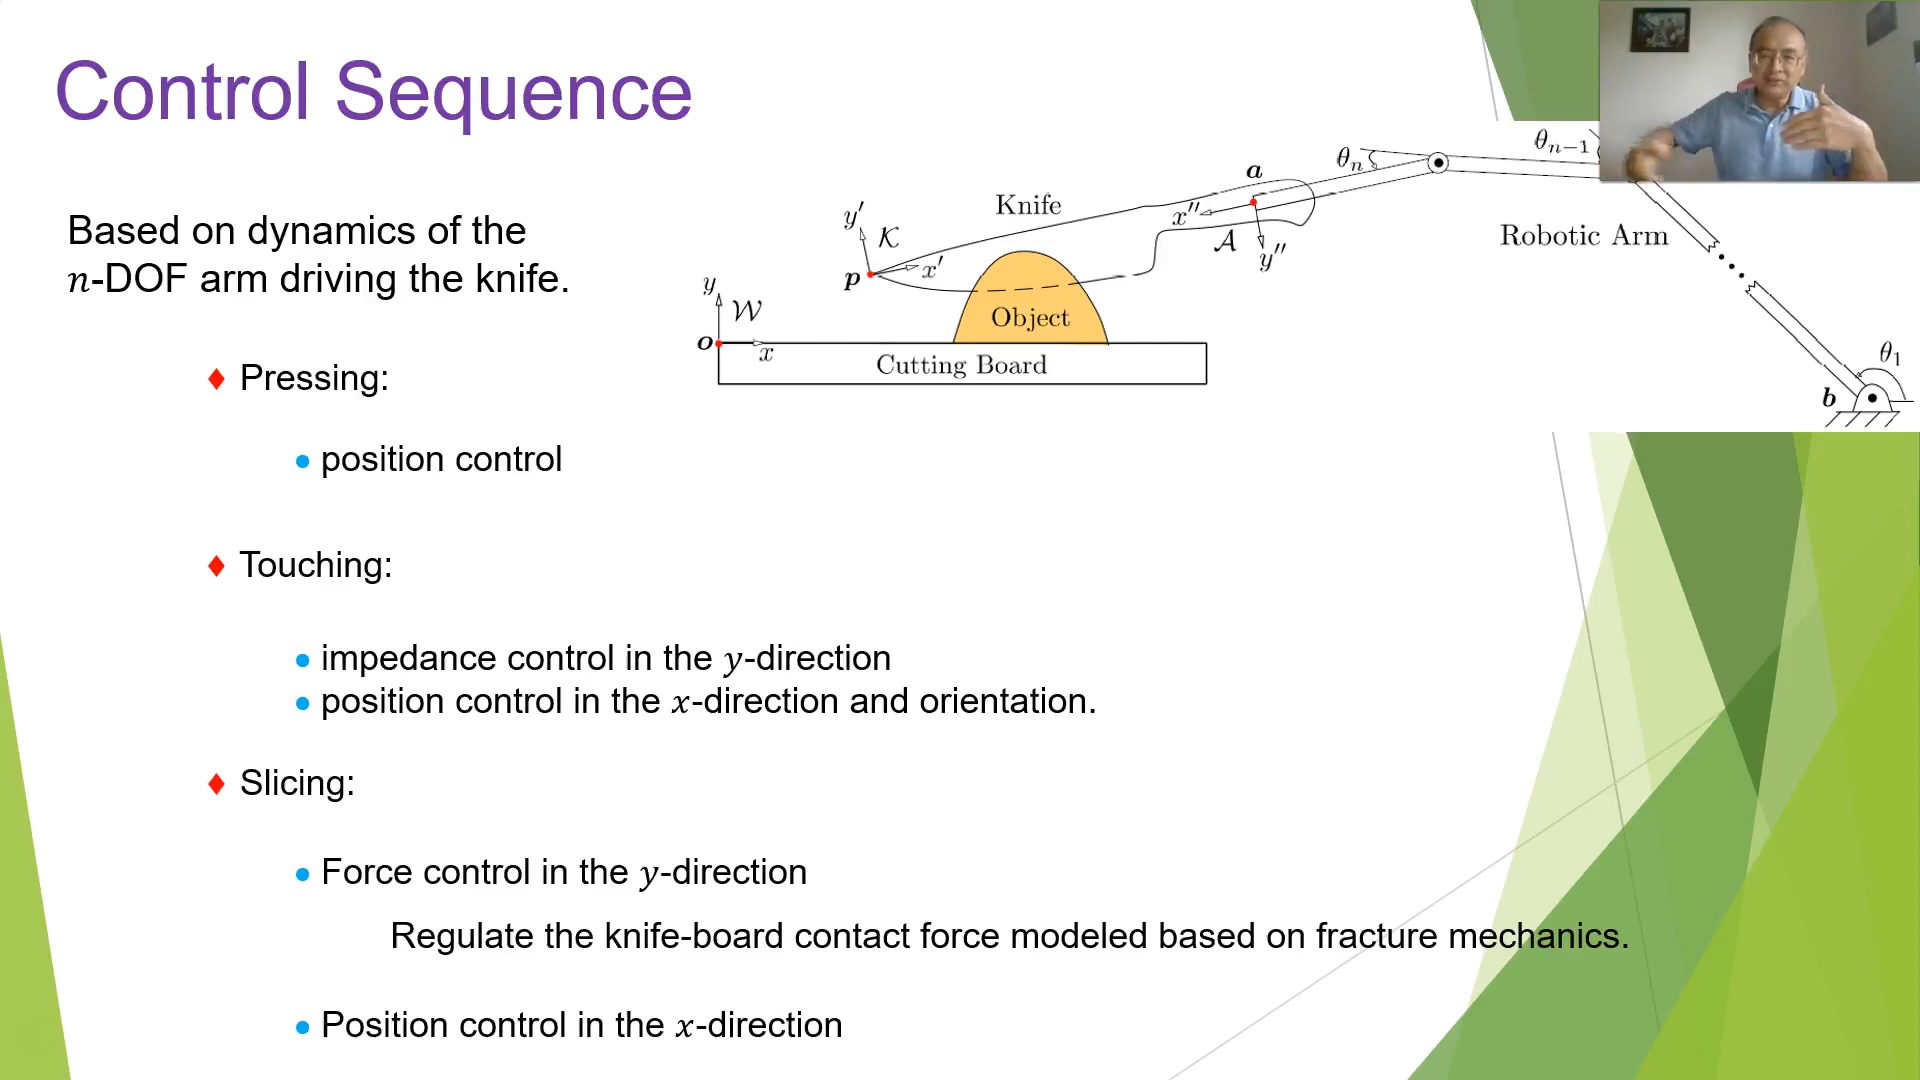 Control Sequence
Based on dynamics of the
n-DOF arm driving the knife.
♦ Pressing:
• position control
♦ Touching:
• impedance control in the y-direction
• position control in the x-direction and orientation.
♦ Slicing:
• Force control in the y-direction
Regulate the knife-board contact force modeled based on fracture mechanics.
• Position control in the x-direction
θn
θn−1
a
Knife
x′′
y′
K
A
y′′
Robotic Arm
p
x′
y
W
Object
o
x
Cutting Board
θ1
b